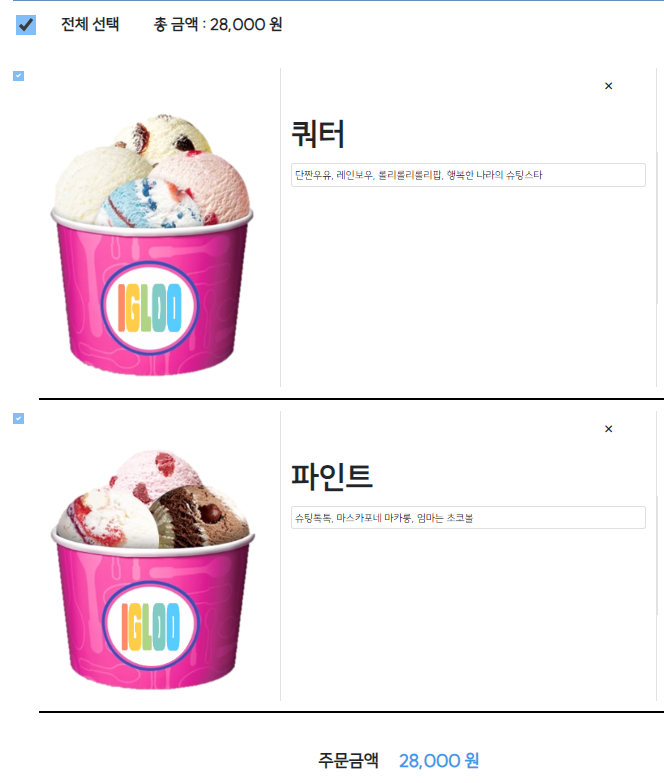 전체 선택 총 금액 : 28,000 원
×
쿼터
단짠우유, 레인보우, 롤리롤리롤리팝, 행복한 나라의 슈팅스타
IGLOO
×
파인트
슈팅톡톡, 마스카포네 마카롱, 엄마는 초코볼
IGLOO
주문금액 28,000 원